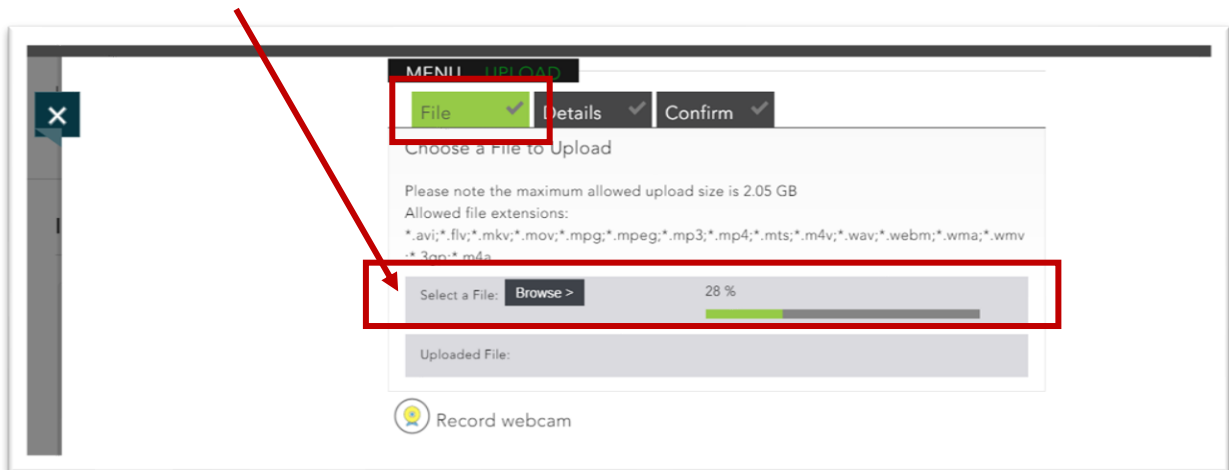 MENU UPLOAD
File Details Confirm
Choose a File to Upload
Please note the maximum allowed upload size is 2.05 GB
Allowed file extensions:
*.avi;*.flv;*.mkv;*.mov;*.mpg;*.mpeg;*.mp3;*.mp4;*.mts;*.m4v;*.wav;*.webm;*.wma;*.wmv
;*.3gp;*.m4a
Select a File: Browse > 28 %
Uploaded File:
Record webcam